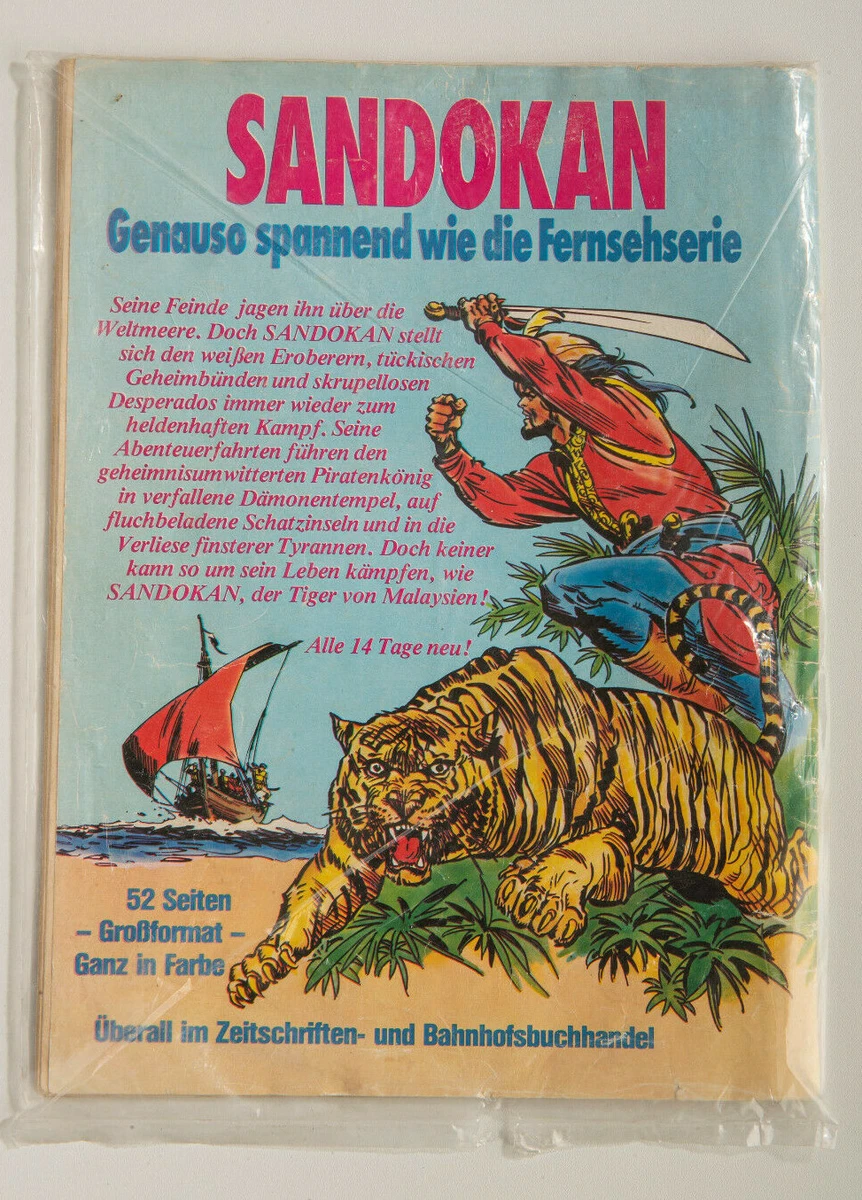 SANDOKAN
Genauso spannend wie die Fernsehserie
Seine Feinde jagen ihn über die
Weltmeere. Doch SANDOKAN stellt
sich den weißen Eroberern, tückischen
Geheimbünden und skrupellosen
Desperados immer wieder zum
heldenhaften Kampf. Seine
Abenteuerfahrten führen den
geheimnisumwitterten Piratenkönig
in verfallene Dämonentempel, auf
fluchbeladene Schatzinseln und in die
Verliese finsterer Tyrannen. Doch keiner
kann so um sein Leben kämpfen, wie
SANDOKAN, der Tiger von Malaysien!
Alle 14 Tage neu!
52 Seiten
– Großformat –
Ganz in Farbe
Überall im Zeitschriften- und Bahnhofsbuchhandel